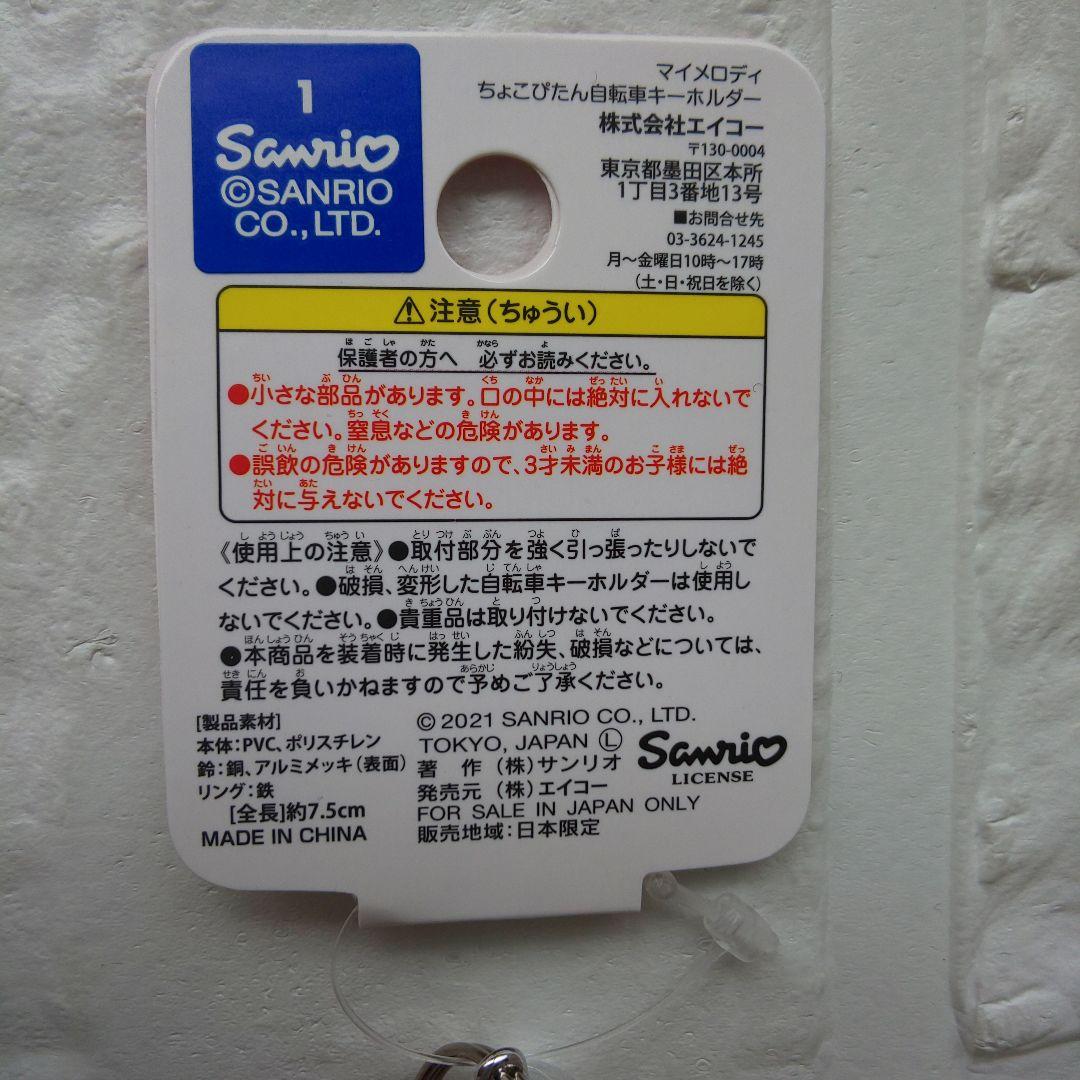 1
Sanrio
©SANRIO
CO.,LTD.
マイメロディ
ちょこぴたん自転車キーホルダー
株式会社エイコー
〒130-0004
東京都墨田区本所
1丁目3番地13号
■お問合せ先
03-3624-1245
月～金曜日10時～17時
(土・日・祝日を除く)
⚠注意(ちゅうい)
保護者の方へ 必ずお読みください。
●小さな部品があります。口の中には絶対に入れないで
ください。窒息などの危険があります。
●誤飲の危険がありますので、3才未満のお子様には絶
対に与えないでください。
《使用上の注意》●取付部分を強く引っ張ったりしないで
ください。●破損、変形した自転車キーホルダーは使用し
ないでください。●貴重品は取り付けないでください。
●本商品を装着時に発生した紛失、破損などについては、
責任を負いかねますので予めご了承ください。
[製品素材]
本体:PVC、ポリスチレン
鈴:銅、アルミメッキ(表面)
リング:鉄
[全長]約7.5cm
MADE IN CHINA
© 2021 SANRIO CO., LTD.
TOKYO, JAPAN Ⓛ
著 作 (株)サンリオ
発売元 (株)エイコー
FOR SALE IN JAPAN ONLY
販売地域:日本限定
Sanrio
LICENSE